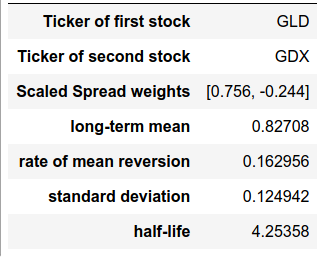 Ticker of first stock GLD
Ticker of second stock GDX
Scaled Spread weights [0.756, -0.244]
long-term mean 0.82708
rate of mean reversion 0.162956
standard deviation 0.124942
half-life 4.25358